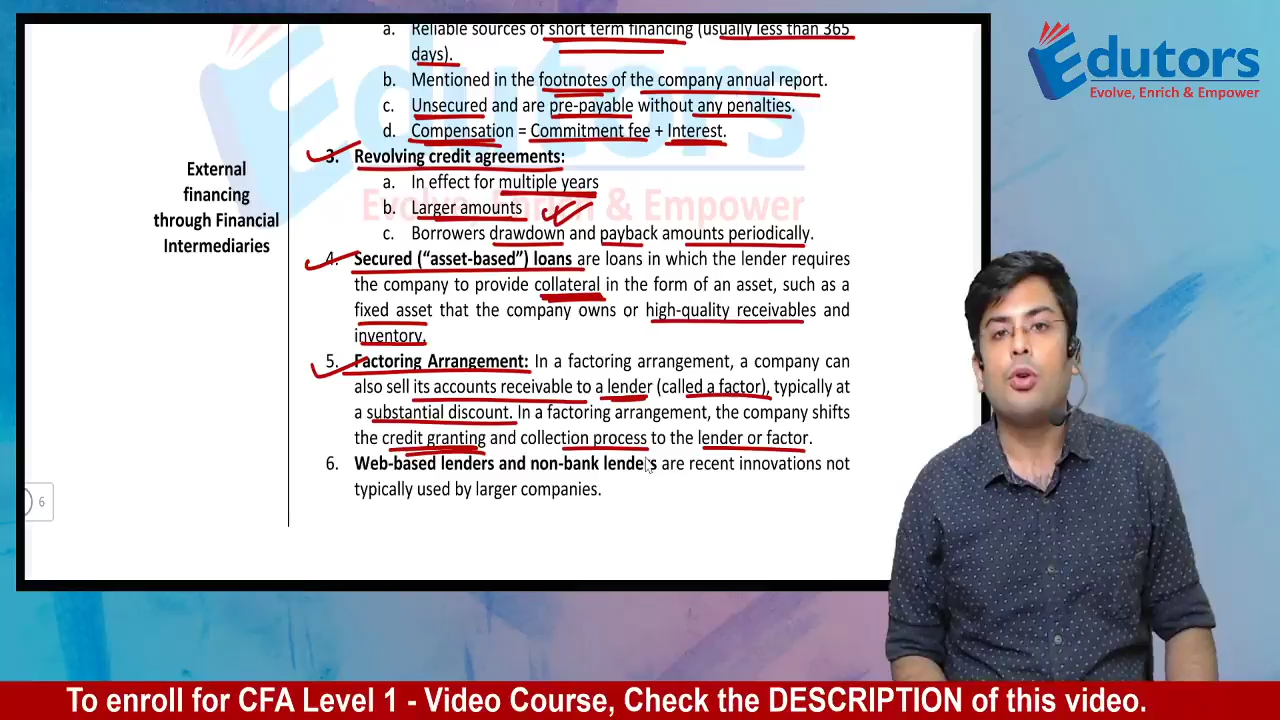 a. Reliable sources of short term financing (usually less than 365
days).
b. Mentioned in the footnotes of the company annual report.
c. Unsecured and are pre-payable without any penalties.
d. Compensation = Commitment fee + Interest.
External
financing
through Financial
Intermediaries
3. Revolving credit agreements:
a. In effect for multiple years
b. Larger amounts
c. Borrowers drawdown and payback amounts periodically.
4. Secured (“asset-based”) loans are loans in which the lender requires
the company to provide collateral in the form of an asset, such as a
fixed asset that the company owns or high-quality receivables and
inventory.
5. Factoring Arrangement: In a factoring arrangement, a company can
also sell its accounts receivable to a lender (called a factor), typically at
a substantial discount. In a factoring arrangement, the company shifts
the credit granting and collection process to the lender or factor.
6. Web-based lenders and non-bank lenders are recent innovations not
typically used by larger companies.
6
Edutors
Evolve, Enrich & Empower
Edutors
Evolve, Enrich & Empower
To enroll for CFA Level 1 - Video Course, Check the DESCRIPTION of this video.